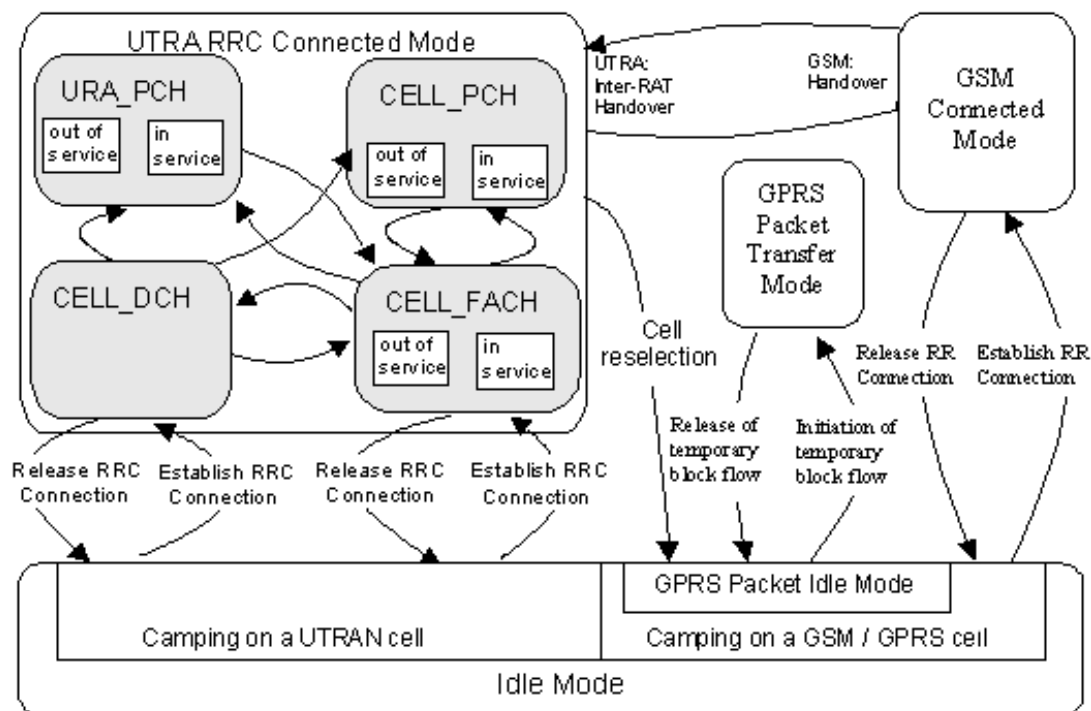 UTRA RRC Connected Mode
URA_PCH
out of
service
in
service
CELL_PCH
out of
service
in
service
CELL_DCH
CELL_FACH
out of
service
in
service
UTRA:
Inter-RAT
Handover
GSM:
Handover
GSM
Connected
Mode
GPRS
Packet
Transfer
Mode
Cell
reselection
Release RR
Connection
Establish RR
Connection
Release of
temporary
block flow
Initiation of
temporary
block flow
Release RRC
Connection
Establish RRC
Connection
Release RRC
Connection
Establish RRC
Connection
GPRS Packet Idle Mode
Camping on a UTRAN cell
Camping on a GSM / GPRS cell
Idle Mode